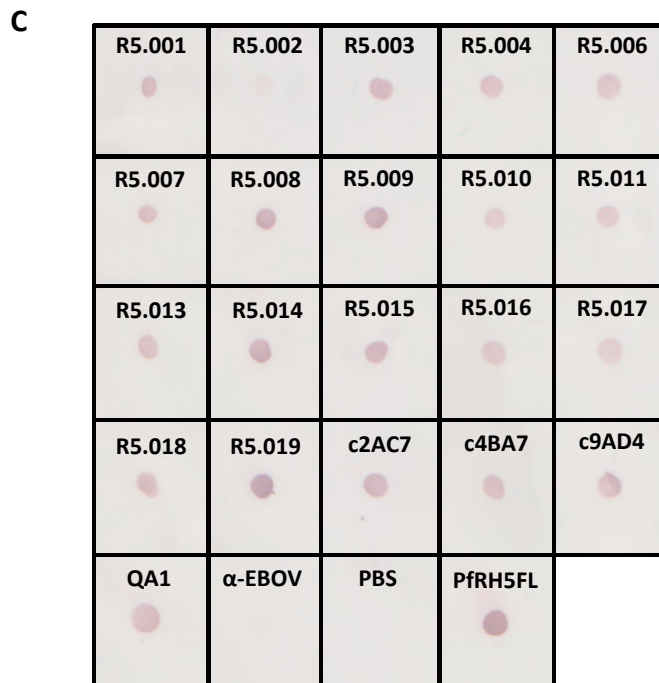 C
R5.001 R5.002 R5.003 R5.004 R5.006
R5.007 R5.008 R5.009 R5.010 R5.011
R5.013 R5.014 R5.015 R5.016 R5.017
R5.018 R5.019 c2AC7 c4BA7 c9AD4
QA1 α-EBOV PBS PfRH5FL